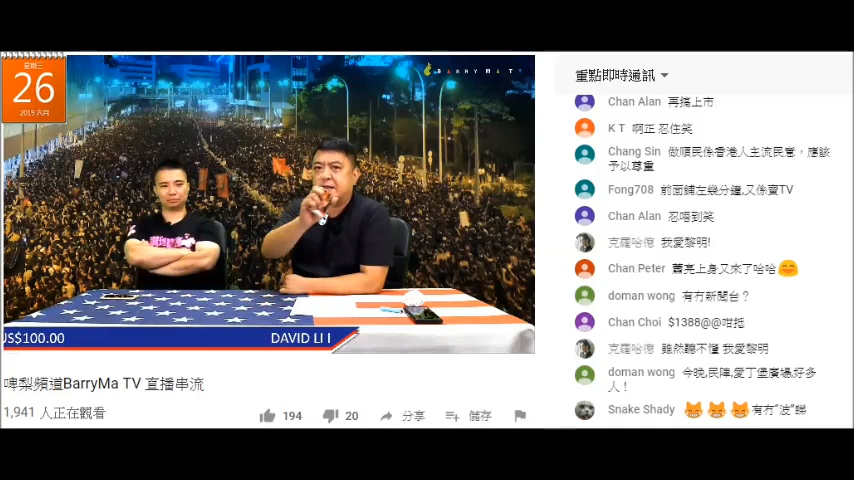 星期三
26
2019 六月
BARRYMATV
US$100.00
DAVID LI I
啤梨頻道BarryMa TV 直播串流
1,941 人正在觀看
194
20
分享
儲存
重點即時通訊
Chan Alan 再搞上市
K T 啊正 忍住笑
Chang Sin 做順民係香港人主流民意，應該
予以尊重
Fong708 前面鋪左幾分鐘,又係賣TV
Chan Alan 忍唔到笑
克羅哈德 我愛黎明!
Chan Peter 蕭亮上身又來了哈哈😊
doman wong 有冇新聞台？
Chan Choi $1388@@咁抵
克羅哈德 雖然聽不懂 我愛黎明
doman wong 今晚,民陣,愛丁堡廣場,好多
人！
Snake Shady 😸😸😸有冇"波"睇